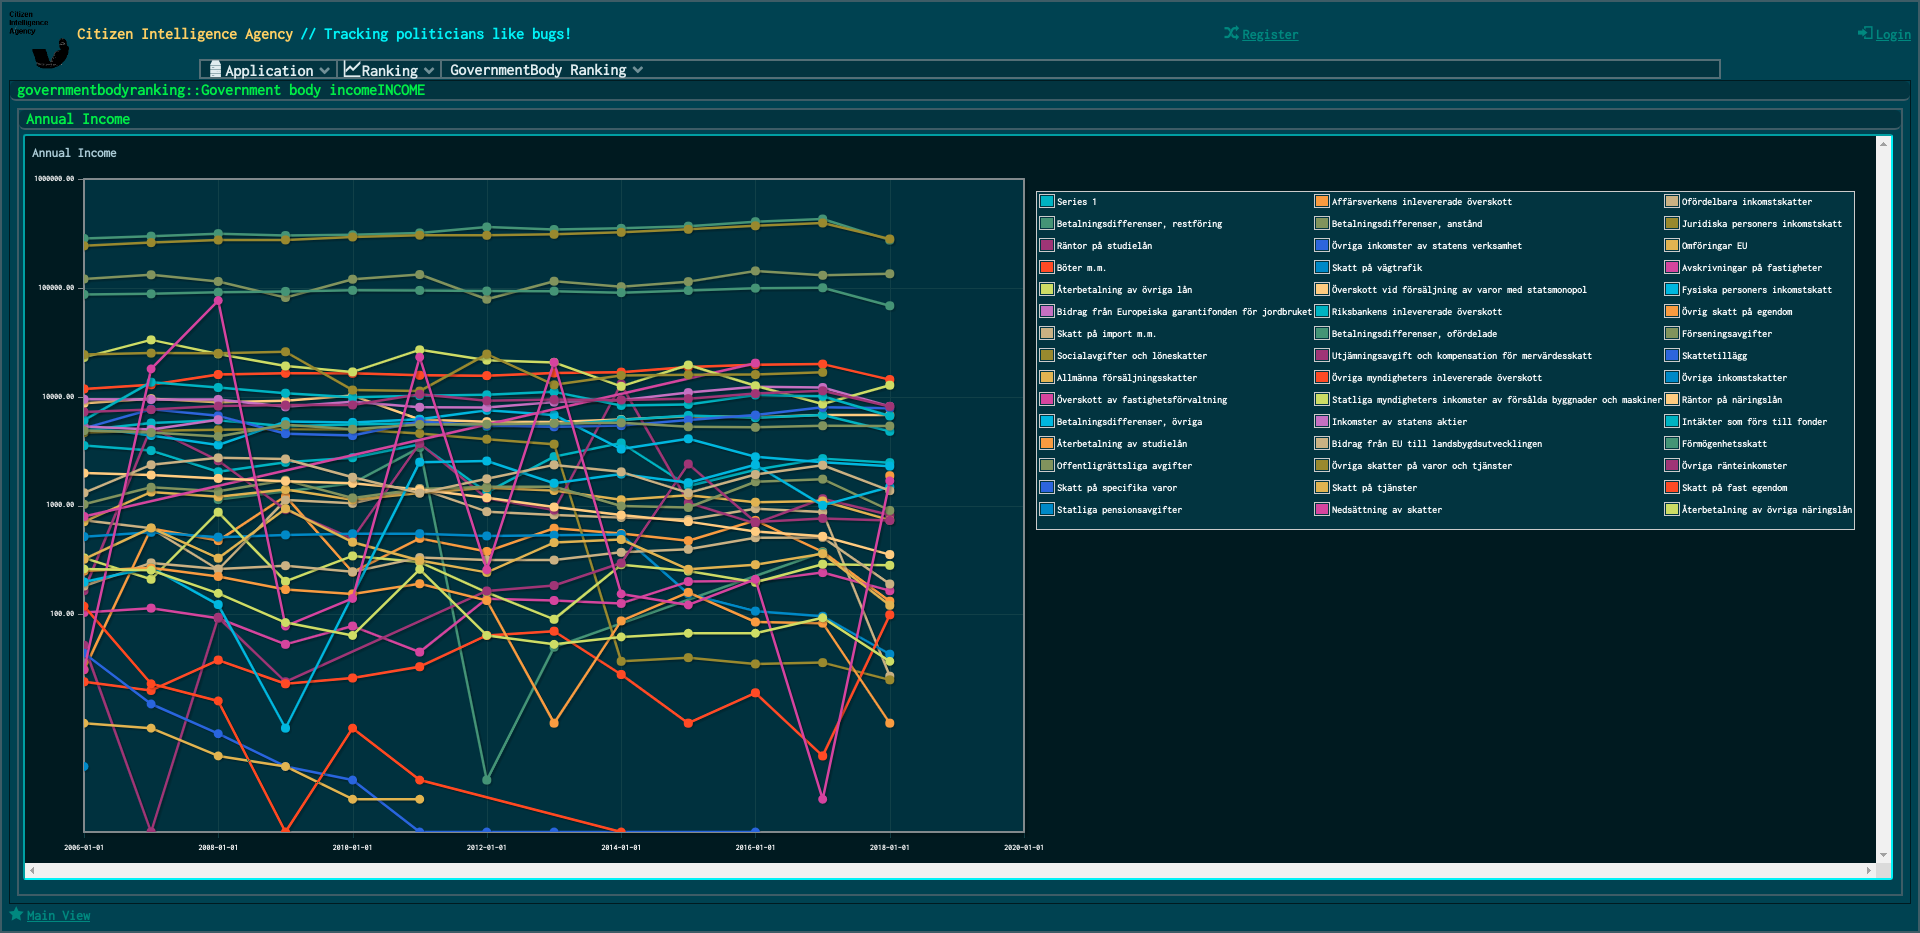 Citizen
Intelligence
Agency
Citizen Intelligence Agency // Tracking politicians like bugs!
Register
Login
Application
Ranking
GovernmentBody Ranking
governmentbodyranking::Government body incomeINCOME
Annual Income
Annual Income
1000000.00
100000.00
10000.00
1000.00
100.00
2006-01-01 2008-01-01 2010-01-01 2012-01-01 2014-01-01 2016-01-01 2018-01-01 2020-01-01
Series 1 Affärsverkens inlevererade överskott Ofördelbara inkomstskatter
Betalningsdifferenser, restföring Betalningsdifferenser, anstånd Juridiska personers inkomstskatt
Räntor på studielån Övriga inkomster av statens verksamhet Omföringar EU
Böter m.m. Skatt på vägtrafik Avskrivningar på fastigheter
Återbetalning av övriga lån Överskott vid försäljning av varor med statsmonopol Fysiska personers inkomstskatt
Bidrag från Europeiska garantifonden för jordbruket Riksbankens inlevererade överskott Övrig skatt på egendom
Skatt på import m.m. Betalningsdifferenser, ofördelade Förseningsavgifter
Socialavgifter och löneskatter Utjämningsavgift och kompensation för mervärdesskatt Skattetillägg
Allmänna försäljningsskatter Övriga myndigheters inlevererade överskott Övriga inkomstskatter
Överskott av fastighetsförvaltning Statliga myndigheters inkomster av försålda byggnader och maskiner Räntor på näringslån
Betalningsdifferenser, övriga Inkomster av statens aktier Intäkter som förs till fonder
Återbetalning av studielån Bidrag från EU till landsbygdsutvecklingen Förmögenhetsskatt
Offentligrättsliga avgifter Övriga skatter på varor och tjänster Övriga ränteinkomster
Skatt på specifika varor Skatt på tjänster Skatt på fast egendom
Statliga pensionsavgifter Nedsättning av skatter Återbetalning av övriga näringslån
Main View